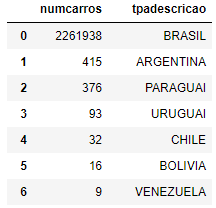 numcarros tpadescricao
0 2261938 BRASIL
1 415 ARGENTINA
2 376 PARAGUAI
3 93 URUGUAI
4 32 CHILE
5 16 BOLIVIA
6 9 VENEZUELA